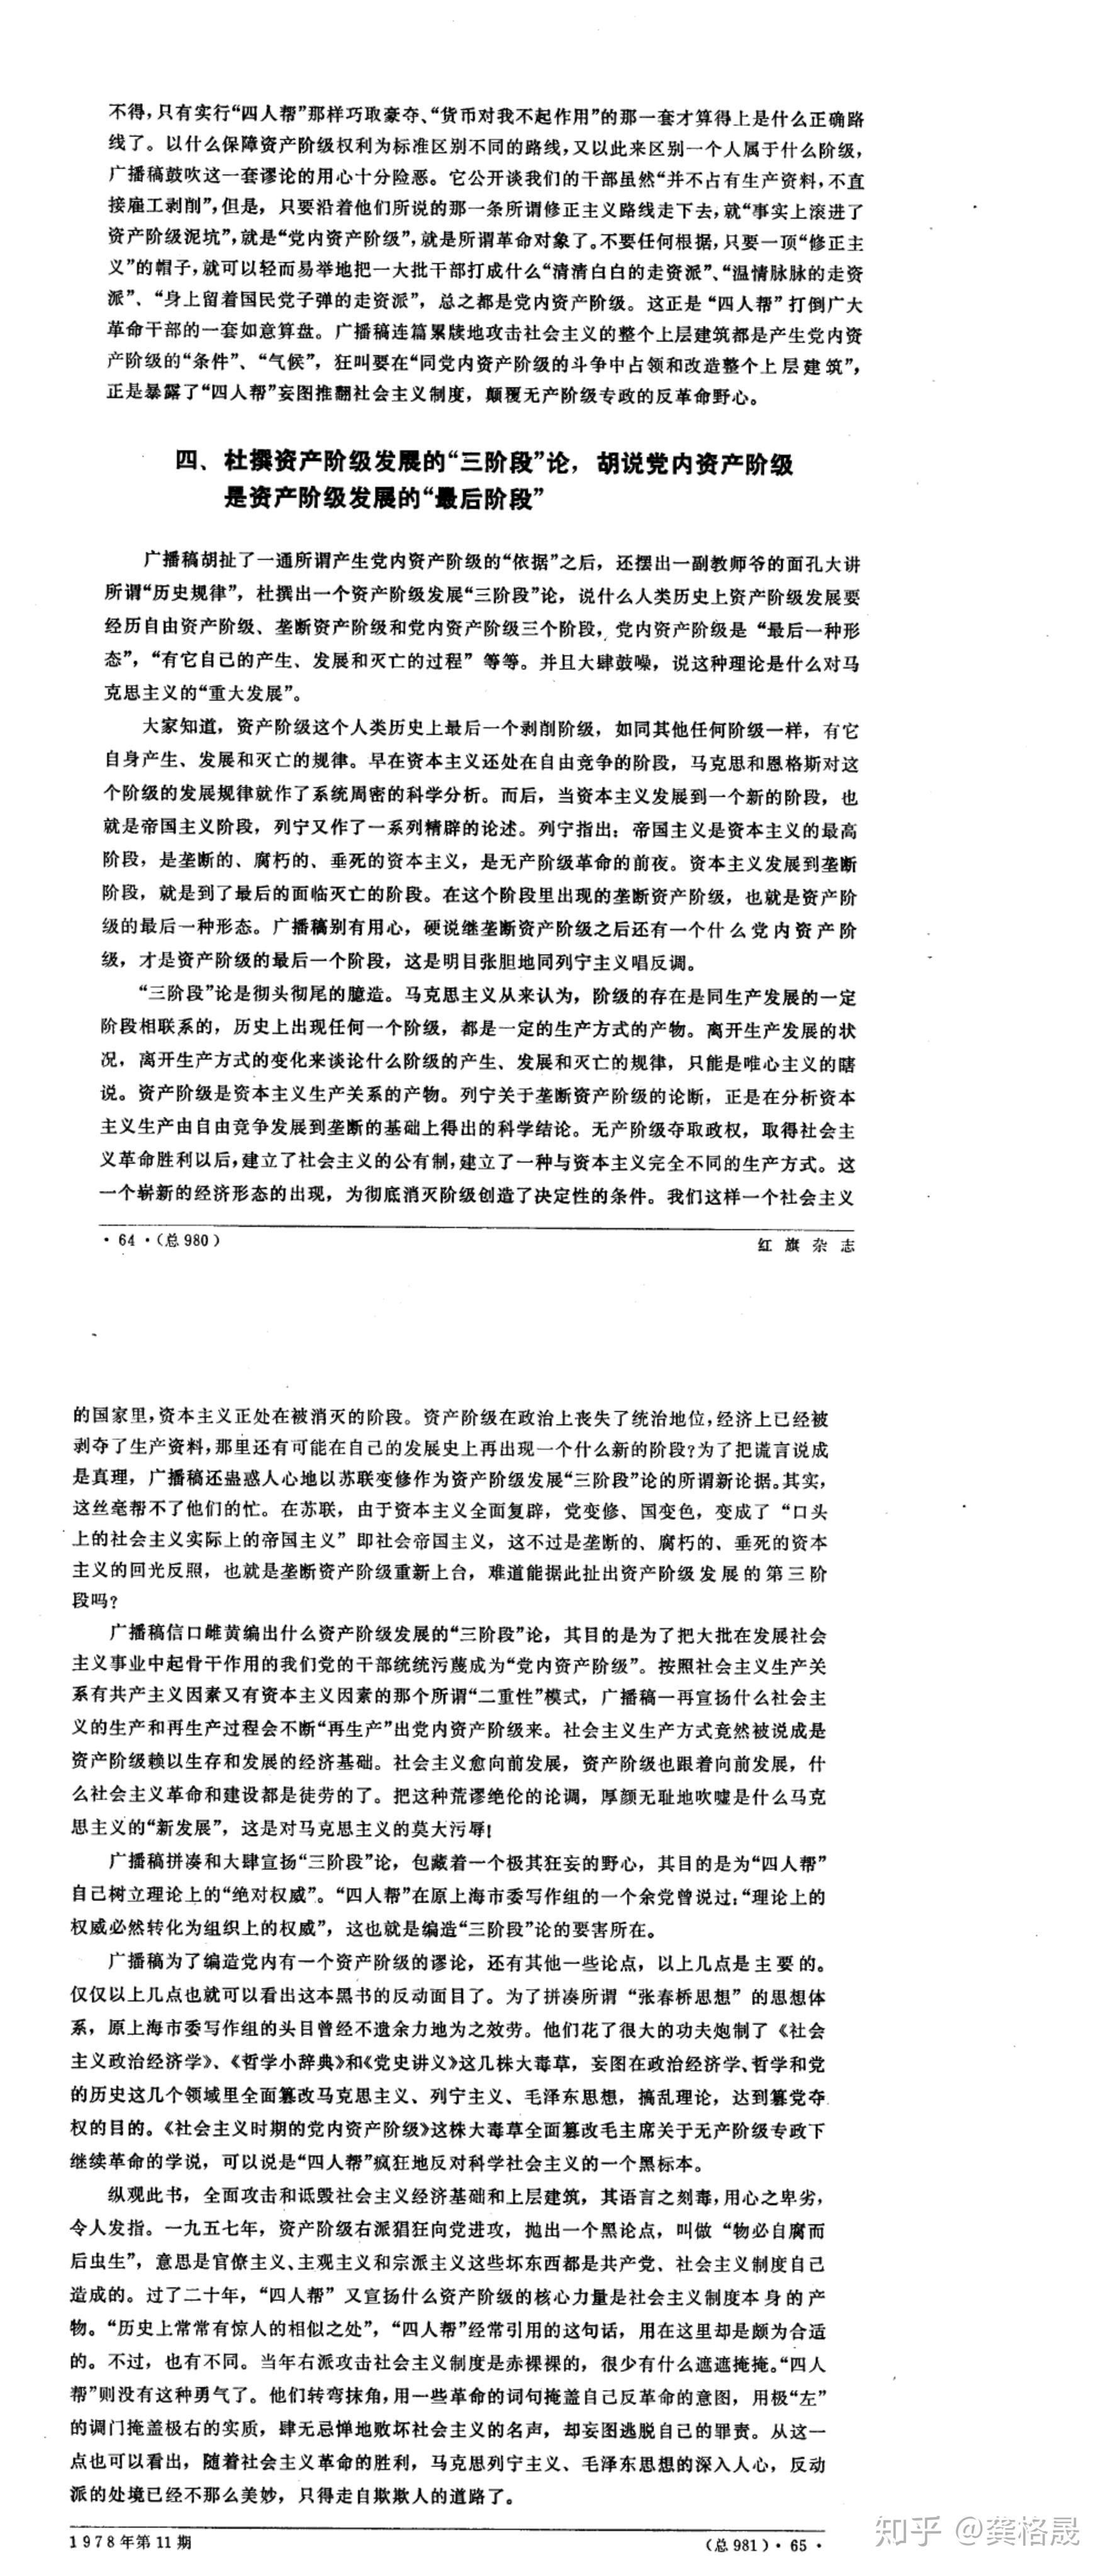 不得，只有实行“四人帮”那样巧取豪夺、“货币对我不起作用”的那一套才算得上是什么正确路
线了。以什么保障资产阶级权利为标准区别不同的路线，又以此来区别一个人属于什么阶级，
广播稿鼓吹这一套谬论的用心十分险恶。它公开谈我们的干部虽然“并不占有生产资料，不直
接雇工剥削”，但是，只要沿着他们所说的那一条所谓修正主义路线走下去，就“事实上滚进了
资产阶级泥坑”，就是“党内资产阶级”，就是所谓革命对象了。不要任何根据，只要一顶“修正主
义”的帽子，就可以轻而易举地把一大批干部打成什么“清清白白的走资派”、“温情脉脉的走资
派”、“身上留着国民党子弹的走资派”，总之都是党内资产阶级。这正是“四人帮”打倒广大
革命干部的一套如意算盘。广播稿连篇累牍地攻击社会主义的整个上层建筑都是产生党内资
产阶级的“条件”、“气候”，狂叫要在“同党内资产阶级的斗争中占领和改造整个上层建筑”，
正是暴露了“四人帮”妄图推翻社会主义制度，颠覆无产阶级专政的反革命野心。
四、杜撰资产阶级发展的“三阶段”论，胡说党内资产阶级
是资产阶级发展的“最后阶段”
广播稿胡扯了一通所谓产生党内资产阶级的“依据”之后，还摆出一副教师爷的面孔大讲
所谓“历史规律”，杜撰出一个资产阶级发展“三阶段”论，说什么人类历史上资产阶级发展要
经历自由资产阶级、垄断资产阶级和党内资产阶级三个阶段，党内资产阶级是“最后一种形
态”，“有它自己的产生、发展和灭亡的过程”等等。并且大肆鼓噪，说这种理论是什么对马
克思主义的“重大发展”。
大家知道，资产阶级这个人类历史上最后一个剥削阶级，如同其他任何阶级一样，有它
自身产生、发展和灭亡的规律。早在资本主义还处在自由竞争的阶段，马克思和恩格斯对这
个阶级的发展规律就作了系统周密的科学分析。而后，当资本主义发展到一个新的阶段，也
就是帝国主义阶段，列宁又作了一系列精辟的论述。列宁指出：帝国主义是资本主义的最高
阶段，是垄断的、腐朽的、垂死的资本主义，是无产阶级革命的前夜。资本主义发展到垄断
阶段，就是到了最后的面临灭亡的阶段。在这个阶段里出现的垄断资产阶级，也就是资产阶
级的最后一种形态。广播稿别有用心，硬说继垄断资产阶级之后还有一个什么党内资产阶
级，才是资产阶级的最后一个阶段，这是明目张胆地同列宁主义唱反调。
“三阶段”论是彻头彻尾的臆造。马克思主义从来认为，阶级的存在是同生产发展的一定
阶段相联系的，历史上出现任何一个阶级，都是一定的生产方式的产物。离开生产发展的状
况，离开生产方式的变化来谈论什么阶级的产生、发展和灭亡的规律，只能是唯心主义的瞎
说。资产阶级是资本主义生产关系的产物。列宁关于垄断资产阶级的论断，正是在分析资本
主义生产由自由竞争发展到垄断的基础上得出的科学结论。无产阶级夺取政权，取得社会主
义革命胜利以后，建立了社会主义的公有制，建立了一种与资本主义完全不同的生产方式。这
一个崭新的经济形态的出现，为彻底消灭阶级创造了决定性的条件。我们这样一个社会主义
·64·（总980）
红旗杂志
的国家里，资本主义正处在被消灭的阶段。资产阶级在政治上丧失了统治地位，经济上已经被
剥夺了生产资料，那里还有可能在自己的发展史上再出现一个什么新的阶段？为了把谎言说成
是真理，广播稿还蛊惑人心地以苏联变修作为资产阶级发展“三阶段”论的所谓新论据。其实，
这丝毫帮不了他们的忙。在苏联，由于资本主义全面复辟，党变修、国变色，变成了“口头
上的社会主义实际上的帝国主义”即社会帝国主义，这不过是垄断的、腐朽的、垂死的资本
主义的回光反照，也就是垄断资产阶级重新上台，难道能据此扯出资产阶级发展的第三阶
段吗？
广播稿信口雌黄编出什么资产阶级发展的“三阶段”论，其目的是为了把大批在发展社会
主义事业中起骨干作用的我们党的干部统统污蔑成为“党内资产阶级”。按照社会主义生产关
系有共产主义因素又有资本主义因素的那个所谓“二重性”模式，广播稿一再宣扬什么社会主
义的生产和再生产过程会不断“再生产”出党内资产阶级来。社会主义生产方式竟然被说成是
资产阶级赖以生存和发展的经济基础。社会主义愈向前发展，资产阶级也跟着向前发展，什
么社会主义革命和建设都是徒劳的了。把这种荒谬绝伦的论调，厚颜无耻地吹嘘是什么马克
思主义的“新发展”，这是对马克思主义的莫大污辱！
广播稿拼凑和大肆宣扬“三阶段”论，包藏着一个极其狂妄的野心，其目的是为“四人帮”
自己树立理论上的“绝对权威”。“四人帮”在原上海市委写作组的一个余党曾说过：“理论上的
权威必然转化为组织上的权威”，这也就是编造“三阶段”论的要害所在。
广播稿为了编造党内有一个资产阶级的谬论，还有其他一些论点，以上几点是主要的。
仅仅以上几点也就可以看出这本黑书的反动面目了。为了拼凑所谓“张春桥思想”的思想体
系，原上海市委写作组的头目曾经不遗余力地为之效劳。他们花了很大的功夫炮制了《社会
主义政治经济学》、《哲学小辞典》和《党史讲义》这几株大毒草，妄图在政治经济学、哲学和党
的历史这几个领域里全面篡改马克思主义、列宁主义、毛泽东思想，搞乱理论，达到篡党夺
权的目的。《社会主义时期的党内资产阶级》这株大毒草全面篡改毛主席关于无产阶级专政下
继续革命的学说，可以说是“四人帮”疯狂地反对科学社会主义的一个黑标本。
纵观此书，全面攻击和诋毁社会主义经济基础和上层建筑，其语言之刻毒，用心之卑劣，
令人发指。一九五七年，资产阶级右派猖狂向党进攻，抛出一个黑论点，叫做“物必自腐而
后虫生”，意思是官僚主义、主观主义和宗派主义这些坏东西都是共产党、社会主义制度自己
造成的。过了二十年，“四人帮”又宣扬什么资产阶级的核心力量是社会主义制度本身的产
物。“历史上常常有惊人的相似之处”，“四人帮”经常引用的这句话，用在这里却是颇为合适
的。不过，也有不同。当年右派攻击社会主义制度是赤裸裸的，很少有什么遮遮掩掩。“四人
帮”则没有这种勇气了。他们转弯抹角，用一些革命的词句掩盖自己反革命的意图，用极“左”
的调门掩盖极右的实质，肆无忌惮地败坏社会主义的名声，却妄图逃脱自己的罪责。从这一
点也可以看出，随着社会主义革命的胜利，马克思列宁主义、毛泽东思想的深入人心，反动
派的处境已经不那么美妙，只得走自欺欺人的道路了。
1978年第11期
（总981）·65·
知乎 @龚格晟